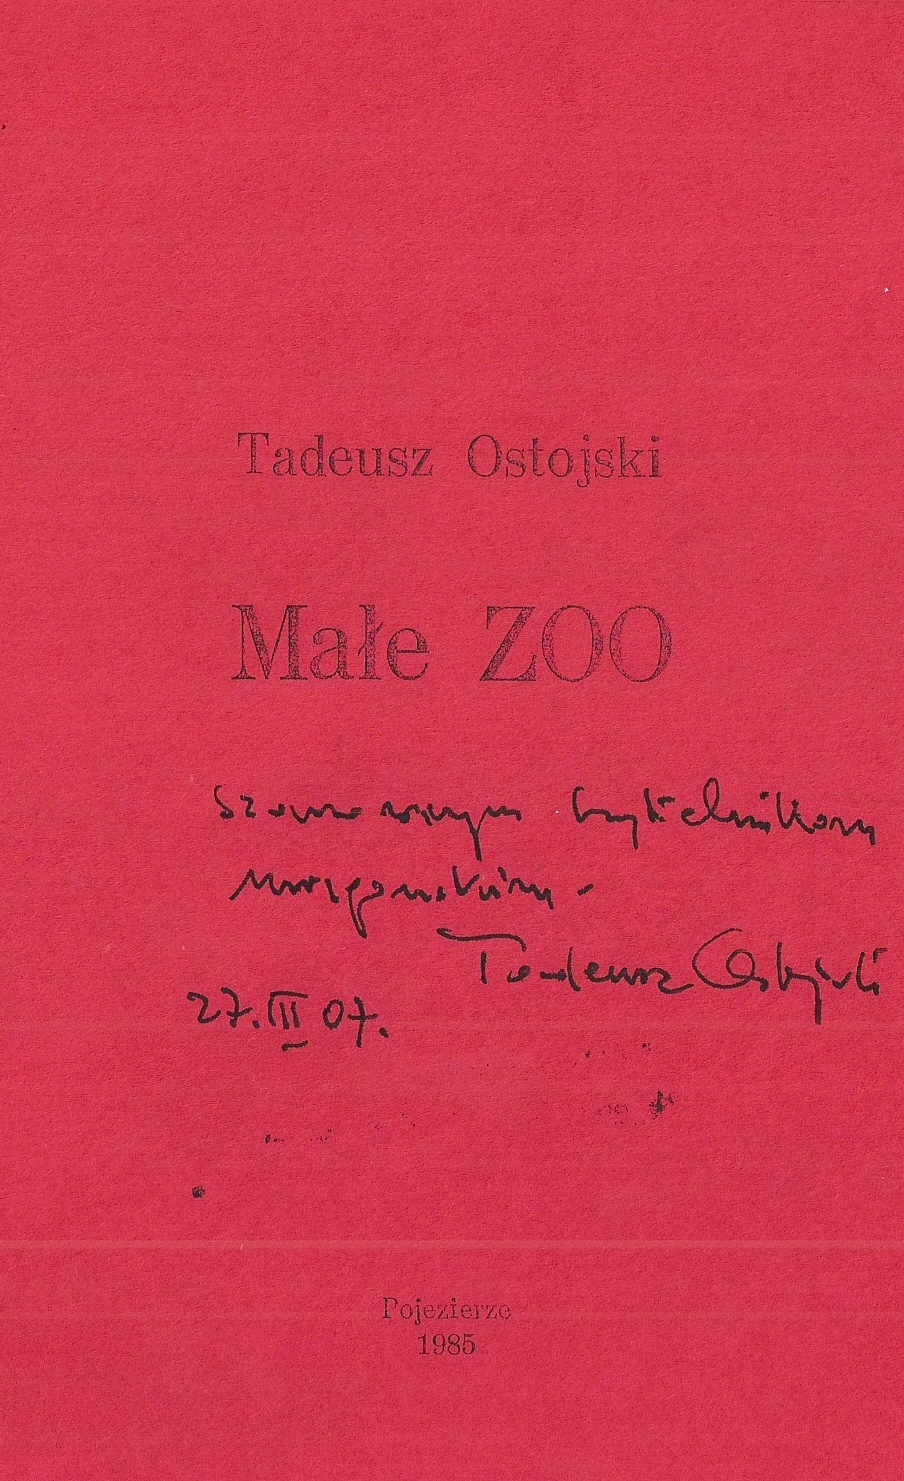 Tadeusz Ostojski
Małe ZOO
Szanownym czytelnikom
Tadeusz Ostojski
27.III 07.
Pojezierze
1985